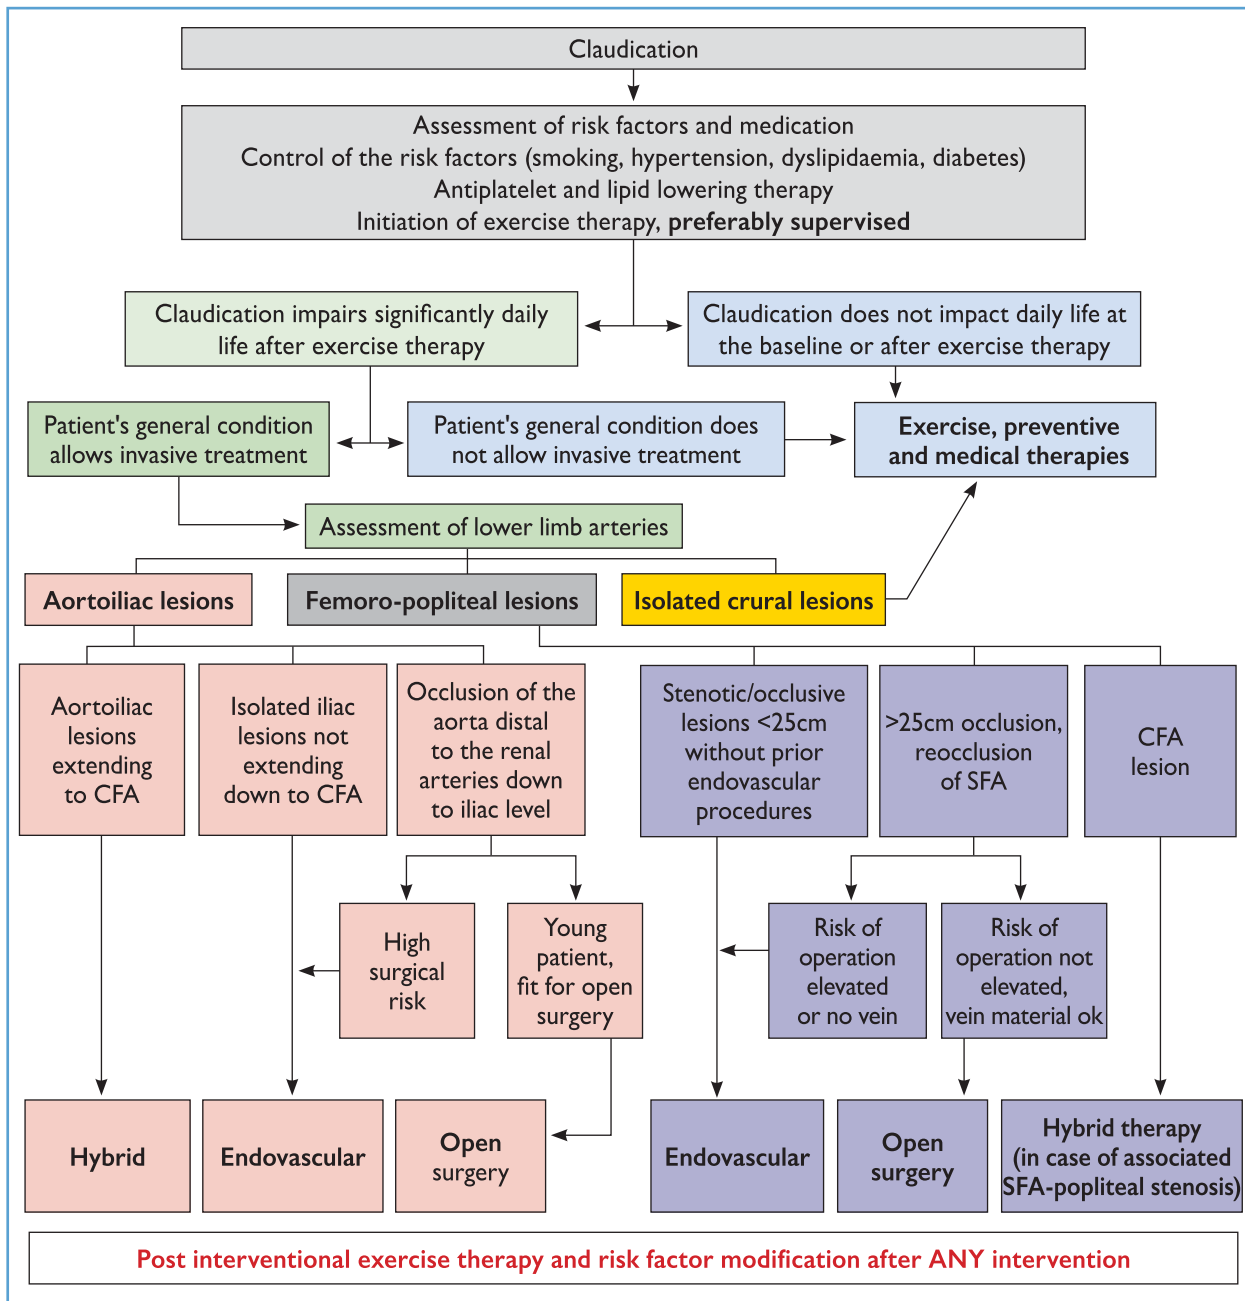 Claudication
Assessment of risk factors and medication
Control of the risk factors (smoking, hypertension, dyslipidaemia, diabetes)
Antiplatelet and lipid lowering therapy
Initiation of exercise therapy, preferably supervised
Claudication impairs significantly daily
life after exercise therapy
Claudication does not impact daily life at
the baseline or after exercise therapy
Patient's general condition
allows invasive treatment
Patient's general condition does
not allow invasive treatment
Exercise, preventive
and medical therapies
Assessment of lower limb arteries
Aortoiliac lesions
Femoro-popliteal lesions
Isolated crural lesions
Aortoiliac
lesions
extending
to CFA
Isolated iliac
lesions not
extending
down to CFA
Occlusion of the
aorta distal
to the renal
arteries down
to iliac level
Stenotic/occlusive
lesions <25cm
without prior
endovascular
procedures
>25cm occlusion,
reocclusion
of SFA
CFA
lesion
High
surgical
risk
Young
patient,
fit for open
surgery
Risk of
operation
elevated
or no vein
Risk of
operation not
elevated,
vein material ok
Hybrid
Endovascular
Open
surgery
Endovascular
Open
surgery
Hybrid therapy
(in case of associated
SFA-popliteal stenosis)
Post interventional exercise therapy and risk factor modification after ANY intervention